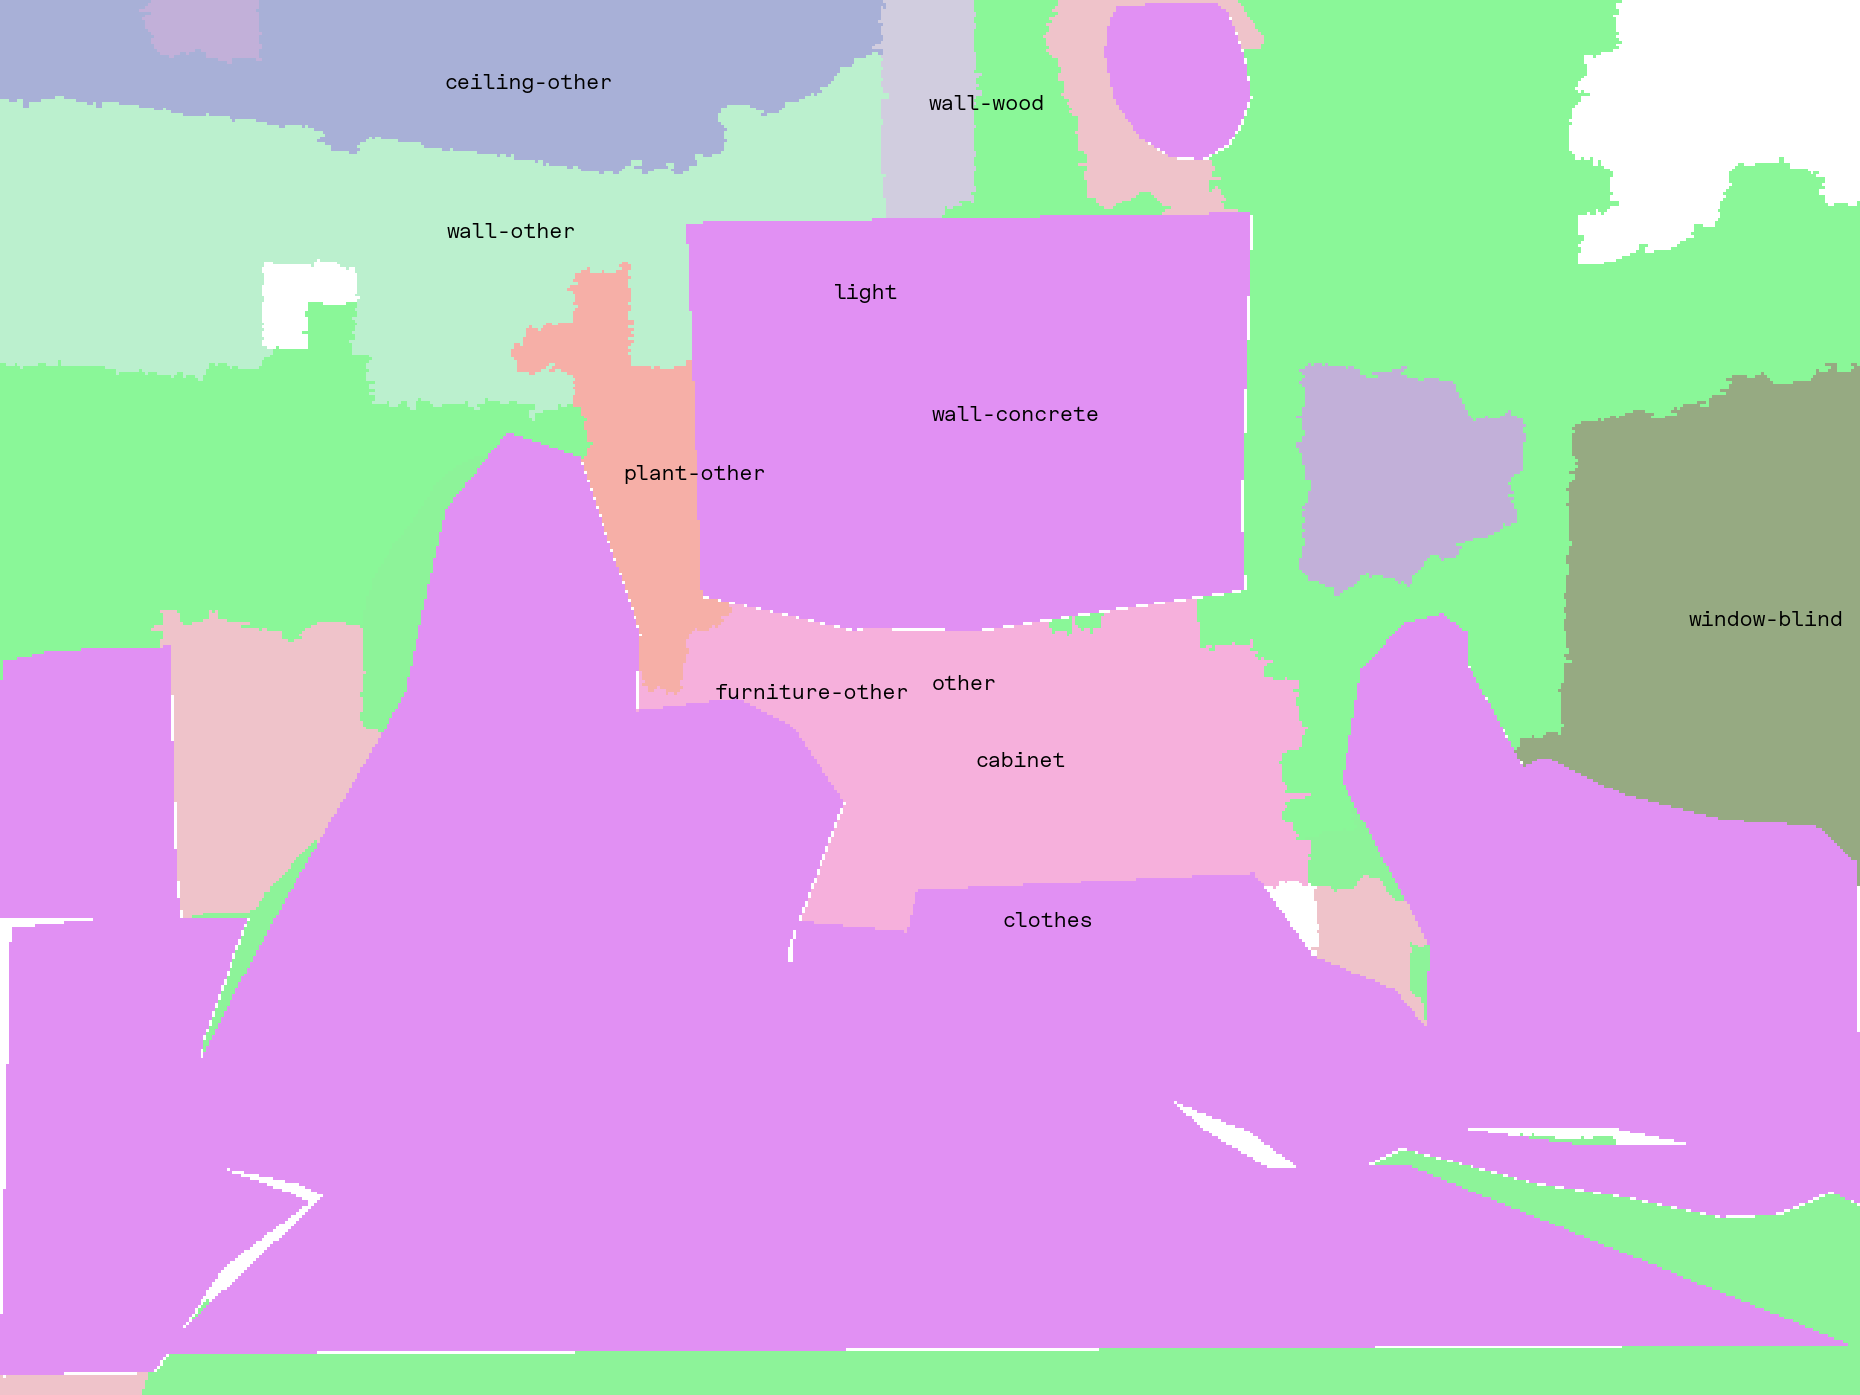 ceiling-other
wall-wood
wall-other
light
wall-concrete
plant-other
window-blind
other
furniture-other
cabinet
clothes